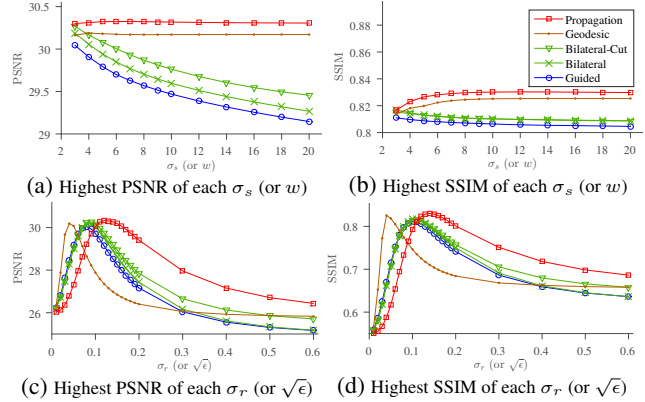 30.5
30
29.5
29
PSNR
2 4 6 8 10 12 14 16 18 20
σs (or w)
(a) Highest PSNR of each σs (or w)
0.88
0.86
0.84
0.82
0.8
SSIM
Propagation
Geodesic
Bilateral-Cut
Bilateral
Guided
2 4 6 8 10 12 14 16 18 20
σs (or w)
(b) Highest SSIM of each σs (or w)
30
28
26
PSNR
0 0.1 0.2 0.3 0.4 0.5 0.6
σr (or √ϵ)
(c) Highest PSNR of each σr (or √ϵ)
0.8
0.7
0.6
SSIM
0 0.1 0.2 0.3 0.4 0.5 0.6
σr (or √ϵ)
(d) Highest SSIM of each σr (or √ϵ)